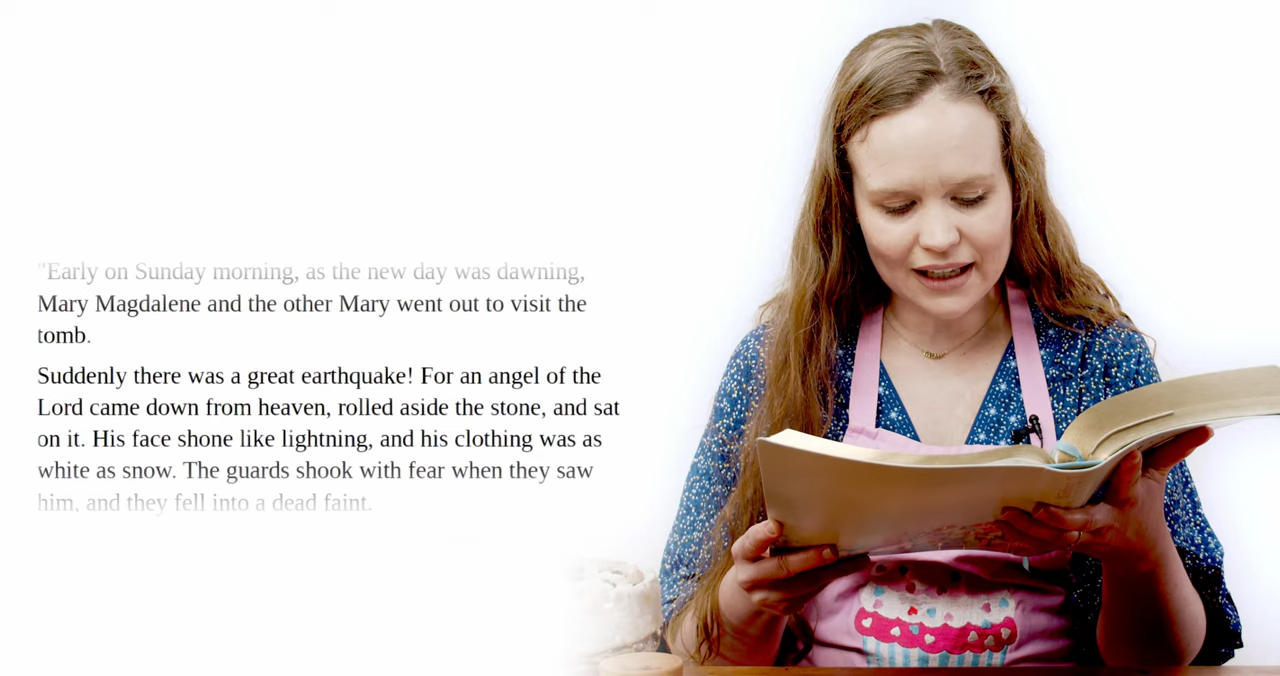 "Early on Sunday morning, as the new day was dawning,
Mary Magdalene and the other Mary went out to visit the
tomb.
Suddenly there was a great earthquake! For an angel of the
Lord came down from heaven, rolled aside the stone, and sat
on it. His face shone like lightning, and his clothing was as
white as snow. The guards shook with fear when they saw
him, and they fell into a dead faint.